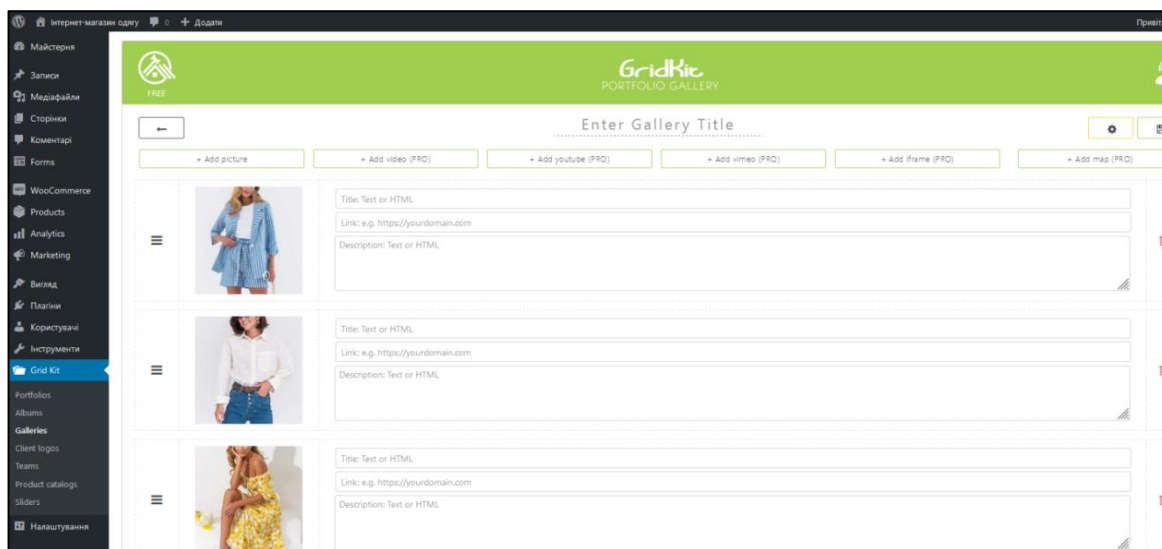 Інтернет-магазин одягу 0 + Додати
Привіт
Майстерня
Записи
Медіафайли
Сторінки
Коментарі
Forms
WooCommerce
Products
Analytics
Marketing
Вигляд
Плагіни
Користувачі
Інструменти
Grid Kit
Portfolios
Albums
Galleries
Client logos
Teams
Product catalogs
Sliders
Налаштування
FREE
GridKit
PORTFOLIO GALLERY
Enter Gallery Title
+ Add picture
+ Add video (PRO)
+ Add youtube (PRO)
+ Add vimeo (PRO)
+ Add iframe (PRO)
+ Add map (PRO)
Title: Text or HTML
Link: e.g. https://yourdomain.com
Description: Text or HTML
Title: Text or HTML
Link: e.g. https://yourdomain.com
Description: Text or HTML
Title: Text or HTML
Link: e.g. https://yourdomain.com
Description: Text or HTML